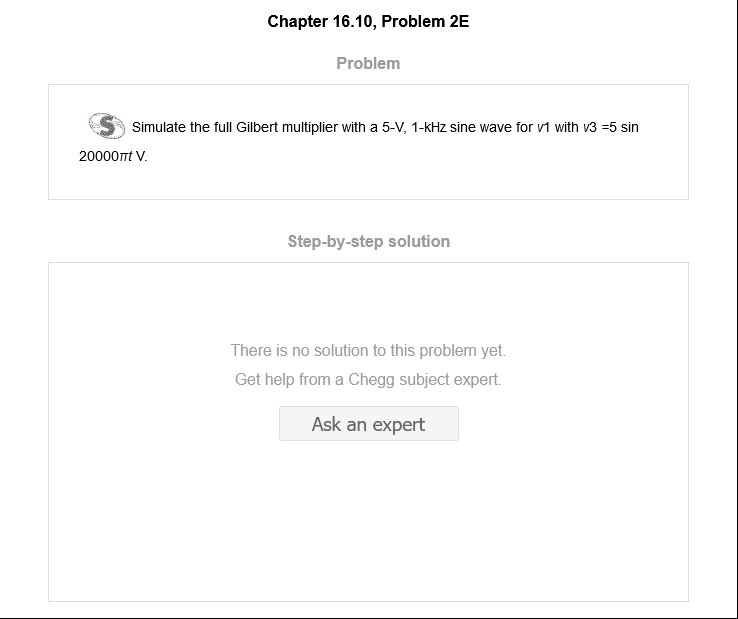 Chapter 16.10, Problem 2E
Problem
S Simulate the full Gilbert multiplier with a 5-V, 1-kHz sine wave for v1 with v3 =5 sin
20000πt V.
Step-by-step solution
There is no solution to this problem yet.
Get help from a Chegg subject expert.
Ask an expert